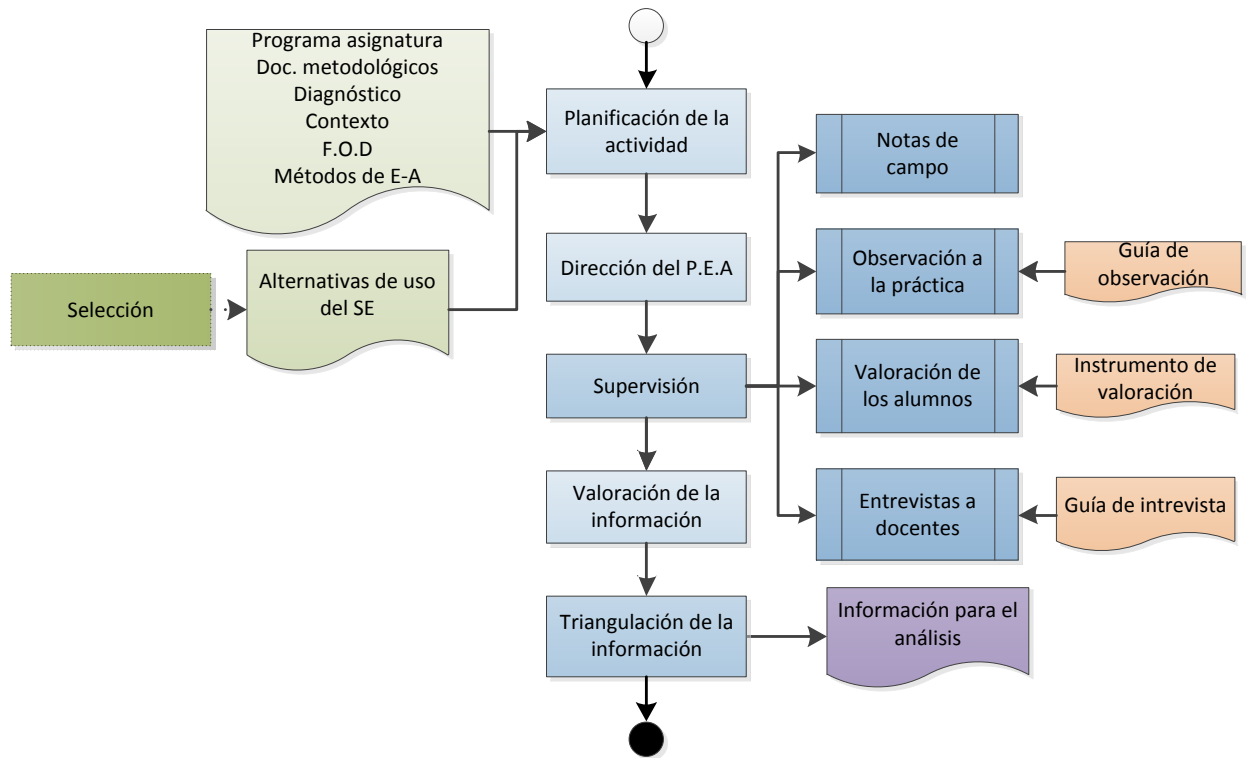 Programa asignatura
Doc. metodológicos
Diagnóstico
Contexto
F.O.D
Métodos de E-A
Selección
Alternativas de uso
del SE
Planificación de la
actividad
Dirección del P.E.A
Supervisión
Valoración de la
información
Triangulación de la
información
Notas de
campo
Observación a
la práctica
Valoración de
los alumnos
Entrevistas a
docentes
Guía de
observación
Instrumento de
valoración
Guía de intrevista
Información para el
análisis